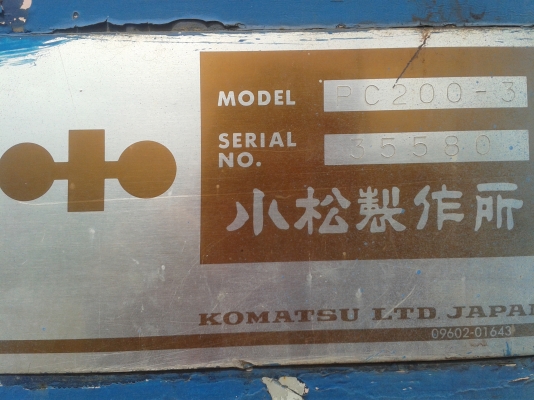 MODEL PC200-3
SERIAL NO. 35580
小松製作所
KOMATSU LTD. JAPAN
09602-01643